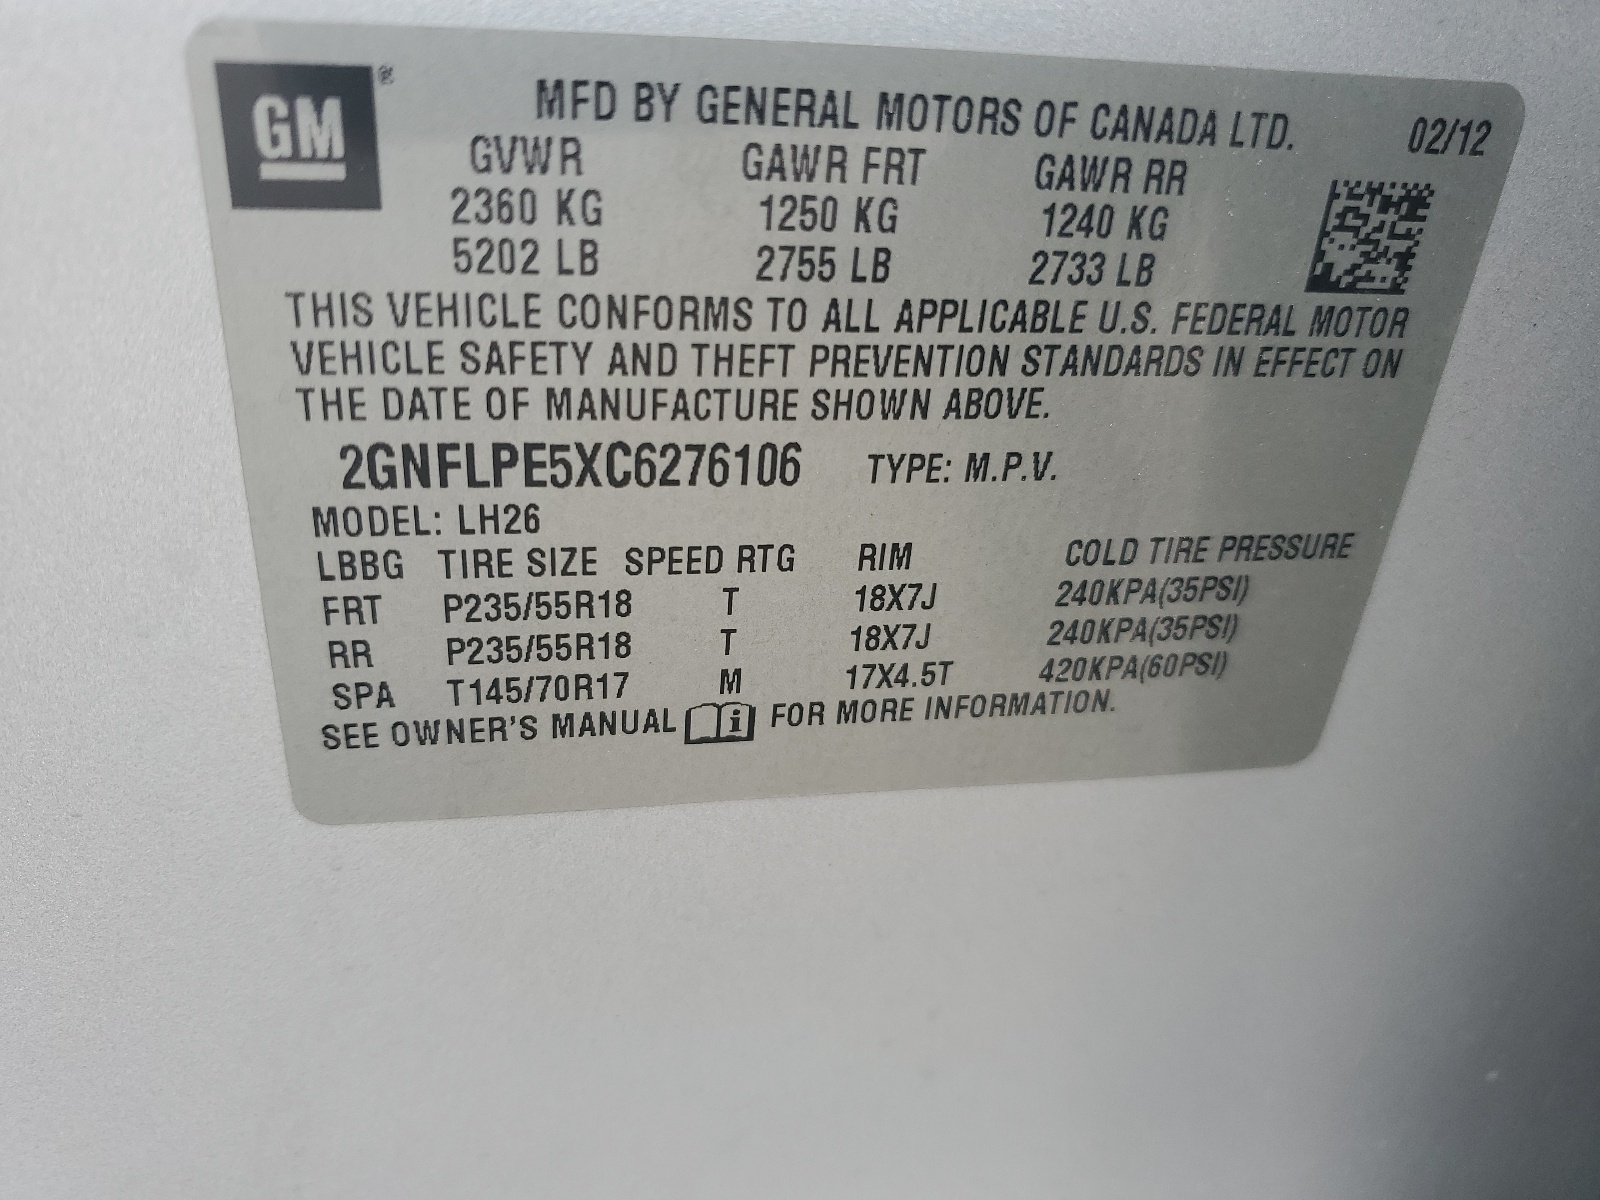 GM®
MFD BY GENERAL MOTORS OF CANADA LTD. 02/12
GVWR GAWR FRT GAWR RR
2360 KG 1250 KG 1240 KG
5202 LB 2755 LB 2733 LB
THIS VEHICLE CONFORMS TO ALL APPLICABLE U.S. FEDERAL MOTOR
VEHICLE SAFETY AND THEFT PREVENTION STANDARDS IN EFFECT ON
THE DATE OF MANUFACTURE SHOWN ABOVE.
2GNFLPE5XC6276106 TYPE: M.P.V.
MODEL: LH26
LBBG TIRE SIZE SPEED RTG RIM COLD TIRE PRESSURE
FRT P235/55R18 T 18X7J 240KPA(35PSI)
RR P235/55R18 T 18X7J 240KPA(35PSI)
SPA T145/70R17 M 17X4.5T 420KPA(60PSI)
SEE OWNER'S MANUAL i FOR MORE INFORMATION.